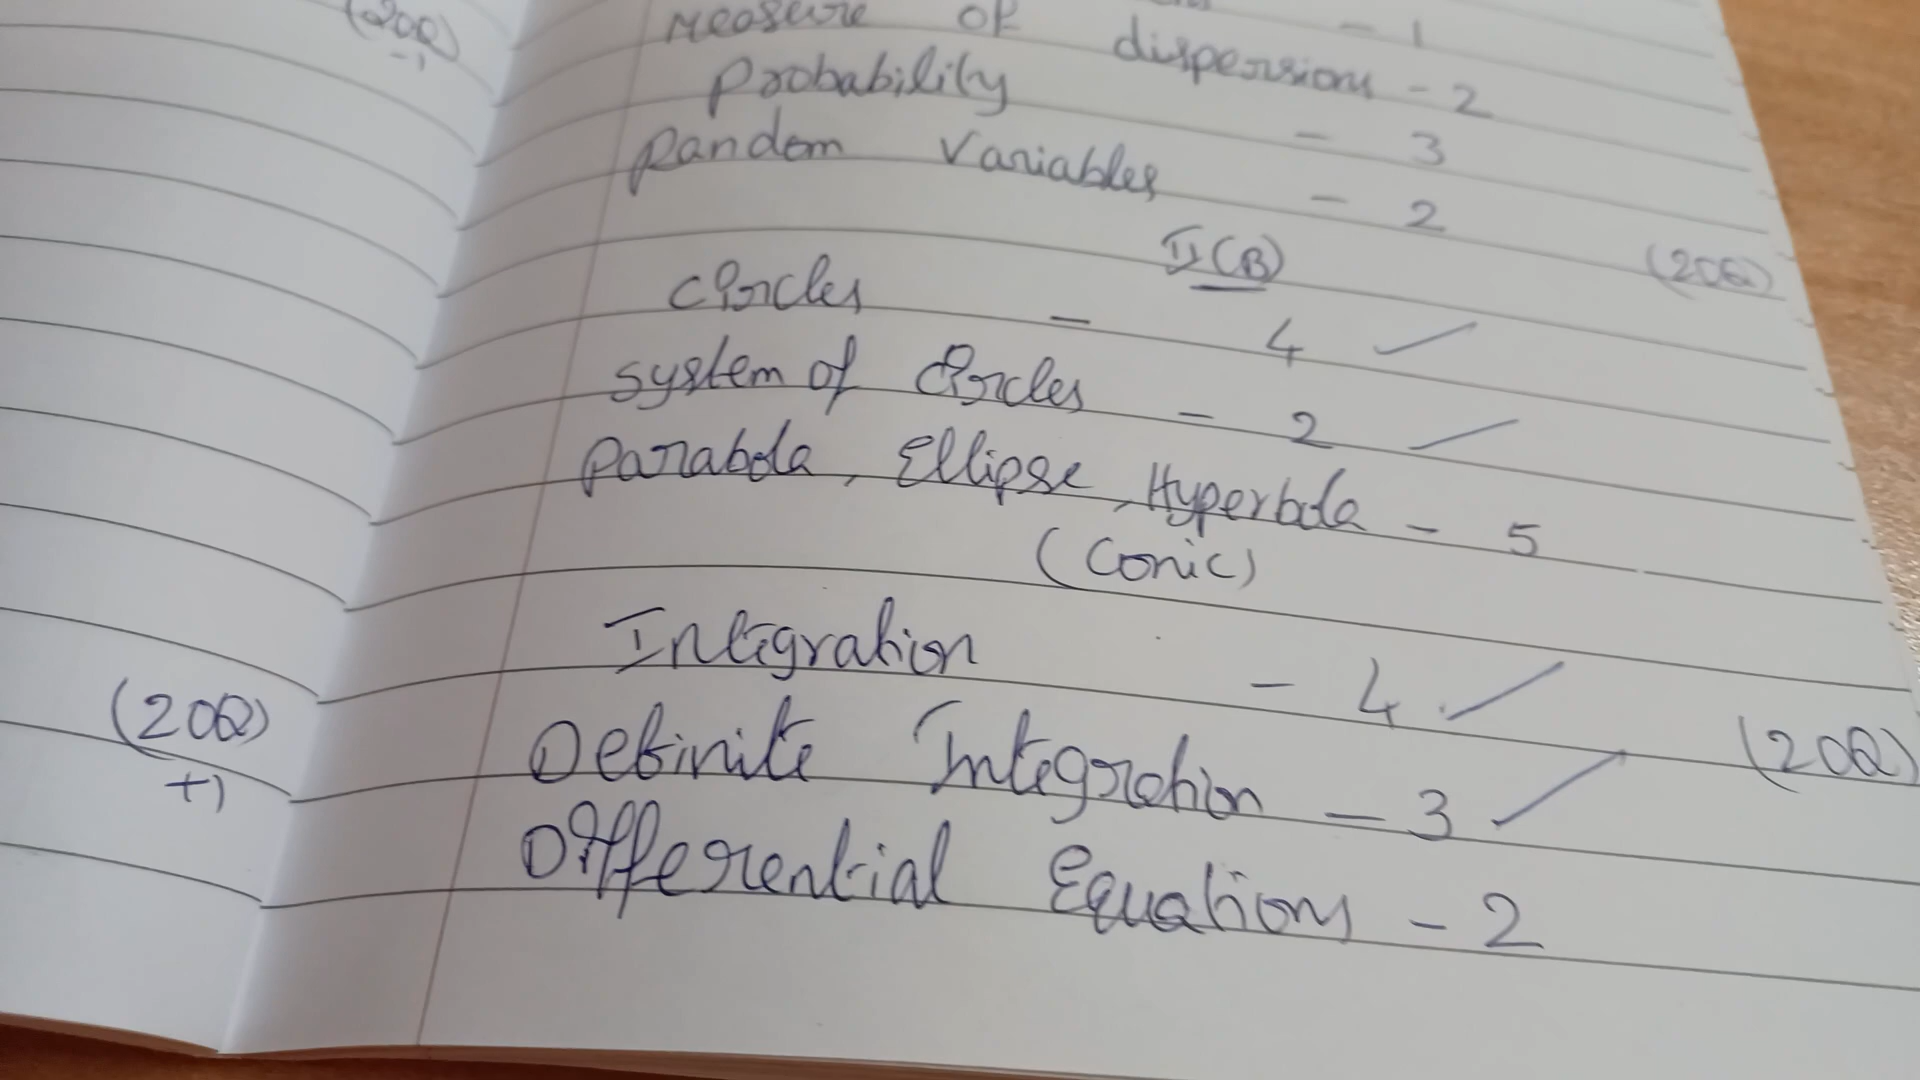 (20Q)
-1
- 1
Measure of dispersions - 2
Probability - 3
Random Variables - 2
II(B) (20Q)
Circles - 4
System of Circles - 2
Parabola, Ellipse, Hyperbola - 5
(Conic)
Integration - 4
(20Q)
Definite Integration - 3
(20Q)
+1
Differential Equations - 2